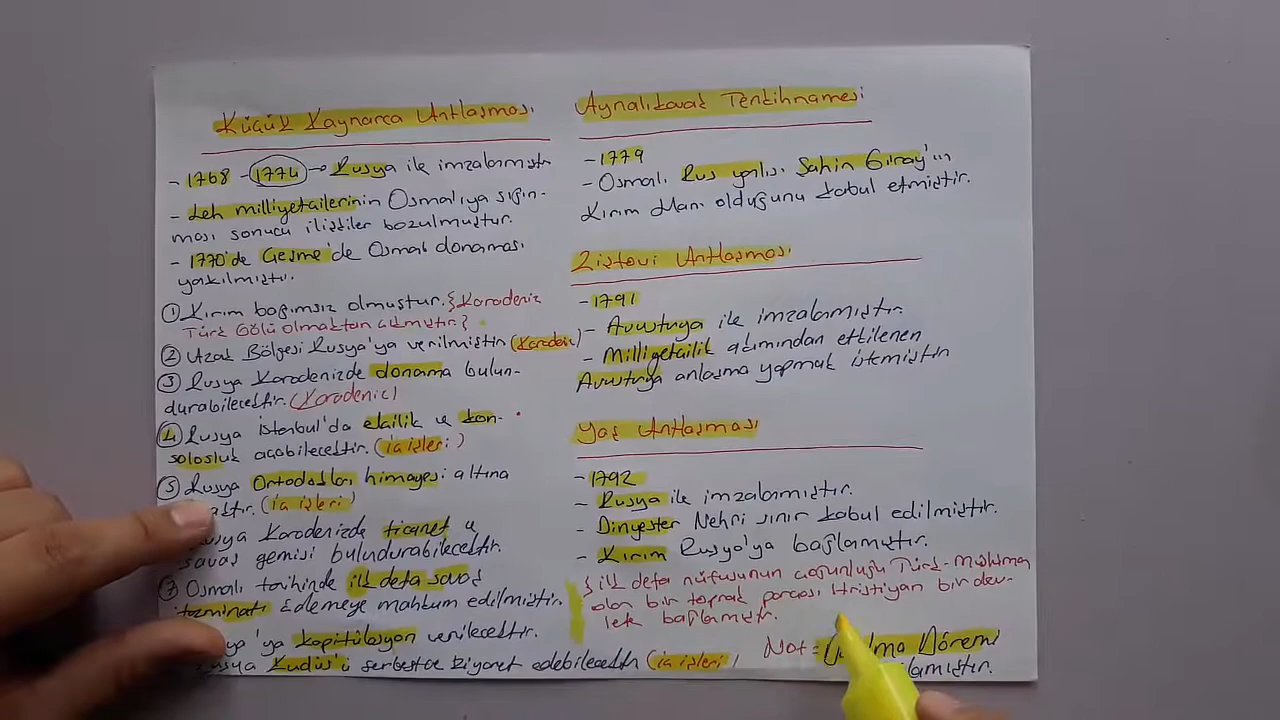 Küçük Kaynarca Antlaşması
- 1768 - 1774 → Rusya ile imzalanmıştır
- Leh milliyetçilerinin Osmanlıya sığın-
ması sonucu ilişkiler bozulmuştur.
- 1770'de Çeşme'de Osmanlı donanması
yakılmıştır.
① Kırım bağımsız olmuştur. {Karadeniz
Türk Gölü olmaktan çıkmıştır.}
② Azak Bölgesi Rusya'ya verilmiştir (Karadeniz)
③ Rusya Karadenizde donanma bulun-
durabilecektir. (Karadeniz)
④ Rusya İstanbul'da elçilik ve kon-
solosluk açabilecektir. (iç işleri)
⑤ Rusya Ortodoksları himayesi altına
(iç işleri)
Karadenizde ticaret ve
savaş gemisi bulundurabilecektir.
⑦ Osmanlı tarihinde ilk defa savaş
tazminatı ödemeye mahkum edilmiştir.
kapitülasyon verilecektir.
Kudüs'ü serbestçe ziyaret edebilecektir (iç işleri)
Aynalıkavak Tenkihnamesi
- 1779
- Osmalı, Rus yanlısı Şahin Giray'ın
Kırım Hanı olduğunu kabul etmiştir.
Ziştovi Antlaşması
- 1791
- Avusturya ile imzalanmıştır.
- Milliyetçilik akımından etkilenen
Avusturya anlaşma yapmak istemiştir
Yaş Antlaşması
- 1792
- Rusya ile imzalanmıştır.
- Dinyester Nehri sınır kabul edilmiştir.
- Kırım Rusya'ya bağlanmıştır.
{ ilk defa nüfusunun çoğunluğu Türk-Müslüman
olan bir toprak parçası Hristiyan bir dev-
lete bağlanmıştır.
Not = Dönemi